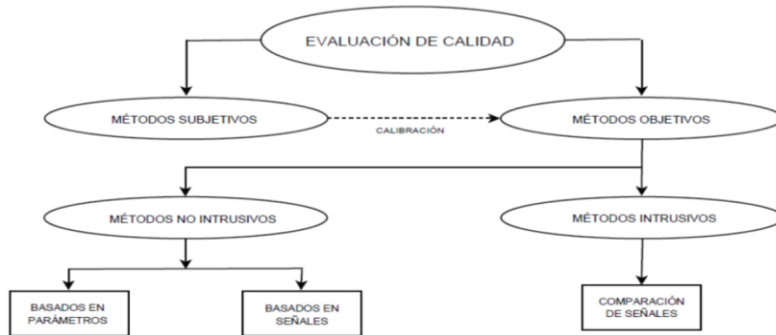 EVALUACIÓN DE CALIDAD
MÉTODOS SUBJETIVOS
CALIBRACIÓN
MÉTODOS OBJETIVOS
MÉTODOS NO INTRUSIVOS
MÉTODOS INTRUSIVOS
BASADOS EN
PARÁMETROS
BASADOS EN
SEÑALES
COMPARACIÓN
DE SEÑALES